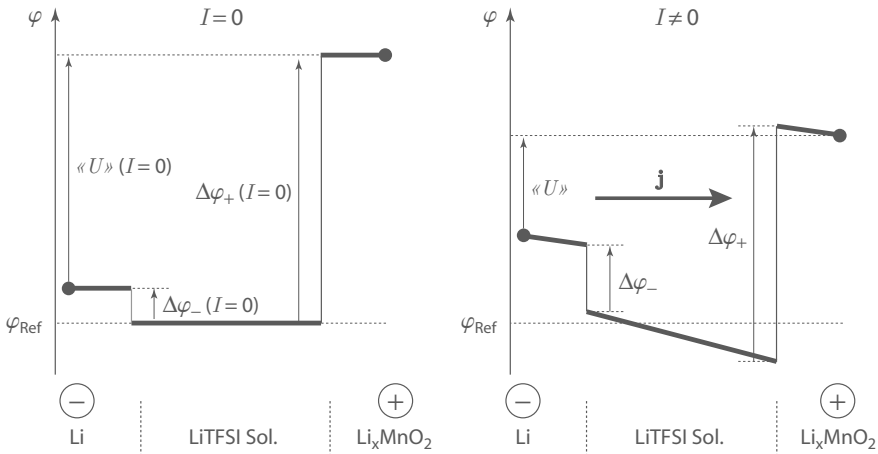 φ
I = 0
«U» (I = 0)
Δφ₊ (I = 0)
Δφ₋ (I = 0)
φRef
−
+
Li
LiTFSI Sol.
LiₓMnO₂
φ
I ≠ 0
«U»
j
Δφ₊
Δφ₋
φRef
−
+
Li
LiTFSI Sol.
LiₓMnO₂